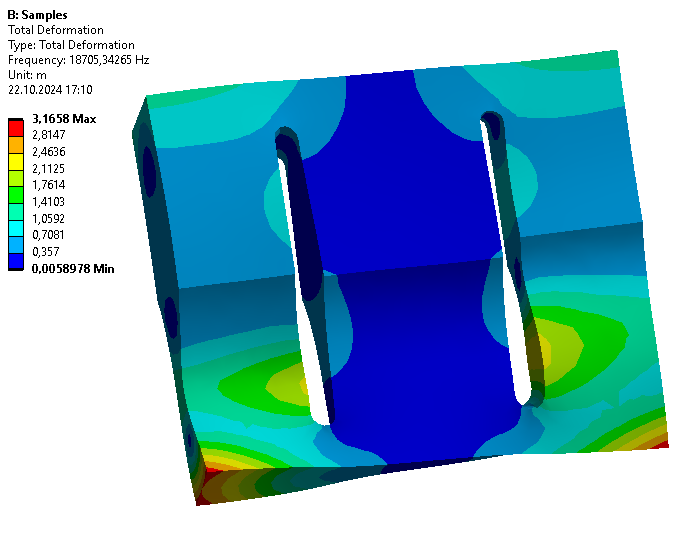 B: Samples
Total Deformation
Type: Total Deformation
Frequency: 18705,34265 Hz
Unit: m
22.10.2024 17:10
3,1658 Max
2,8147
2,4636
2,1125
1,7614
1,4103
1,0592
0,7081
0,357
0,0058978 Min